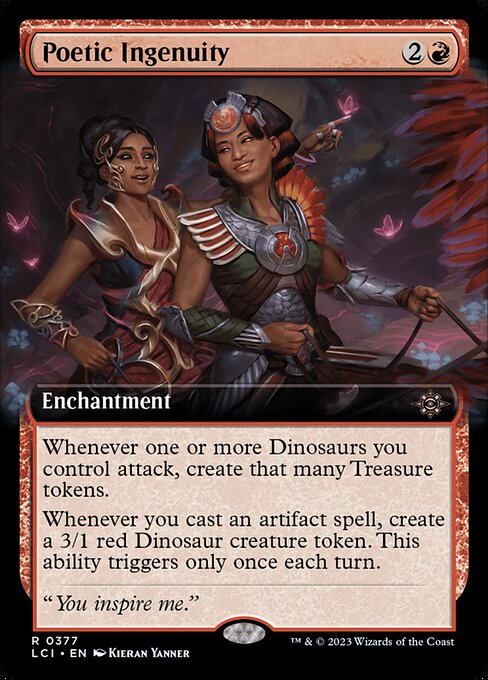 Poetic Ingenuity 2
Enchantment
Whenever one or more Dinosaurs you
control attack, create that many Treasure
tokens.
Whenever you cast an artifact spell, create
a 3/1 red Dinosaur creature token. This
ability triggers only once each turn.
“You inspire me.”
R 0377
LCI • EN Kieran Yanner
™ & © 2023 Wizards of the Coast